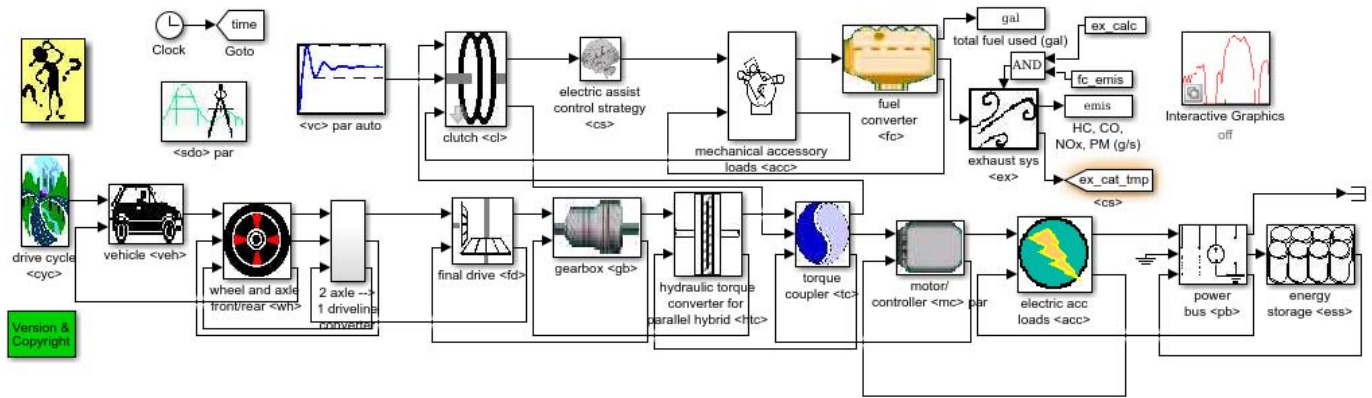 time
Clock
Goto
<sdo> par
<vc> par auto
clutch <cl>
electric assist
control strategy
<cs>
mechanical accessory
loads <acc>
fuel
converter
<fc>
gal
total fuel used (gal)
ex_calc
AND
fc_emis
emis
HC, CO,
NOx, PM (g/s)
exhaust sys
<ex>
ex_cat_tmp
<cs>
Interactive Graphics
off
drive cycle
<cyc>
vehicle <veh>
wheel and axle
front/rear <wh>
2 axle -->
1 driveline
converter
final drive <fd>
gearbox <gb>
hydraulic torque
converter for
parallel hybrid <htc>
torque
coupler <tc>
motor/
controller <mc> par
electric acc
loads <acc>
power
bus <pb>
energy
storage <ess>
Version &
Copyright